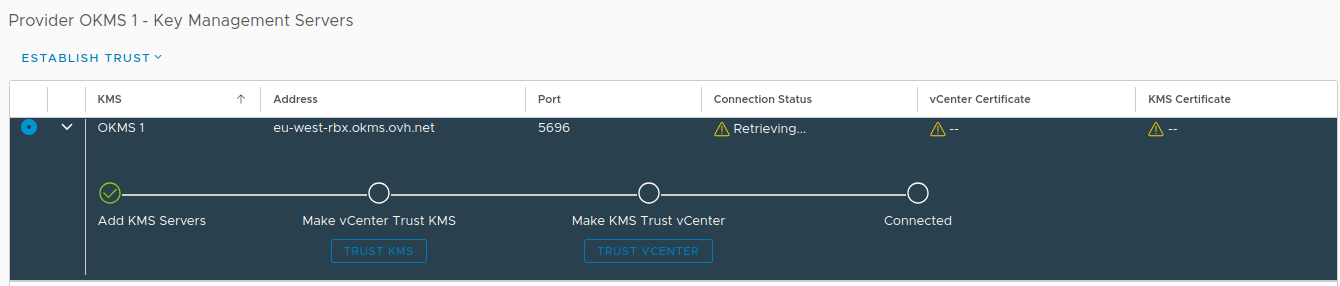 Provider OKMS 1 - Key Management Servers
ESTABLISH TRUST
KMS Address Port Connection Status vCenter Certificate KMS Certificate
OKMS 1 eu-west-rbx.okms.ovh.net 5696 Retrieving... -- --
Add KMS Servers Make vCenter Trust KMS Make KMS Trust vCenter Connected
TRUST KMS TRUST VCENTER